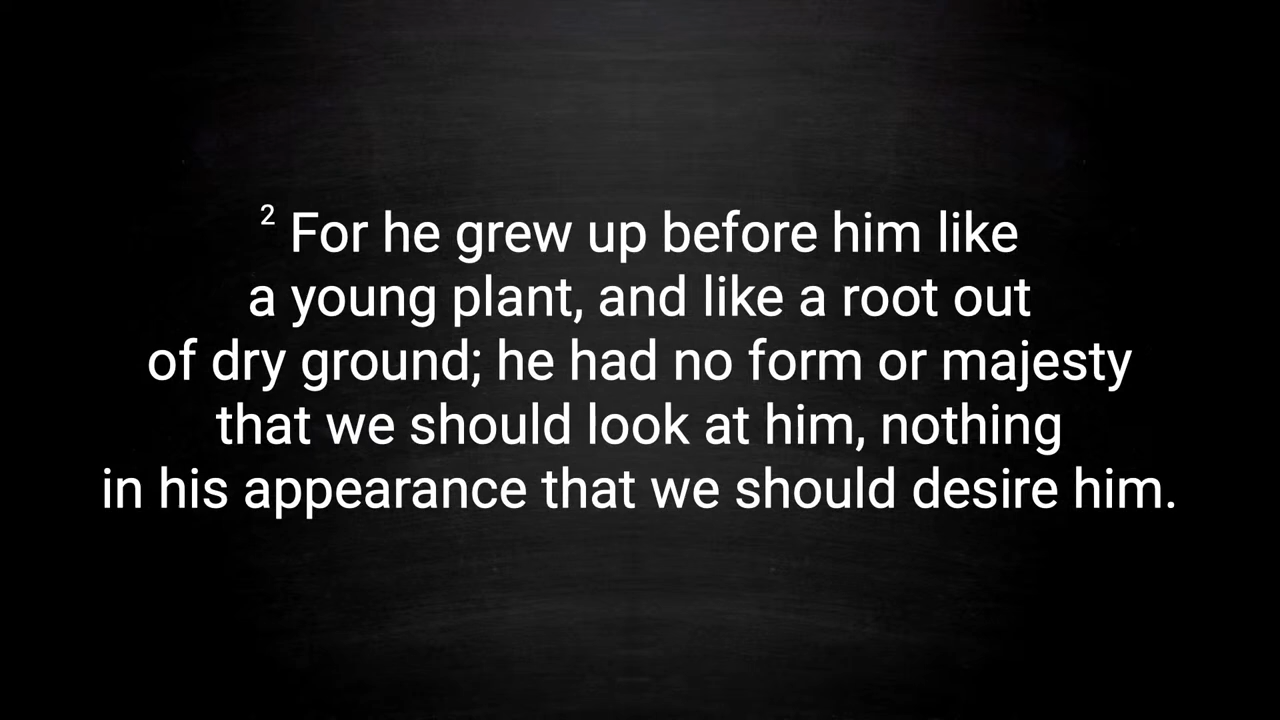 ² For he grew up before him like
a young plant, and like a root out
of dry ground; he had no form or majesty
that we should look at him, nothing
in his appearance that we should desire him.